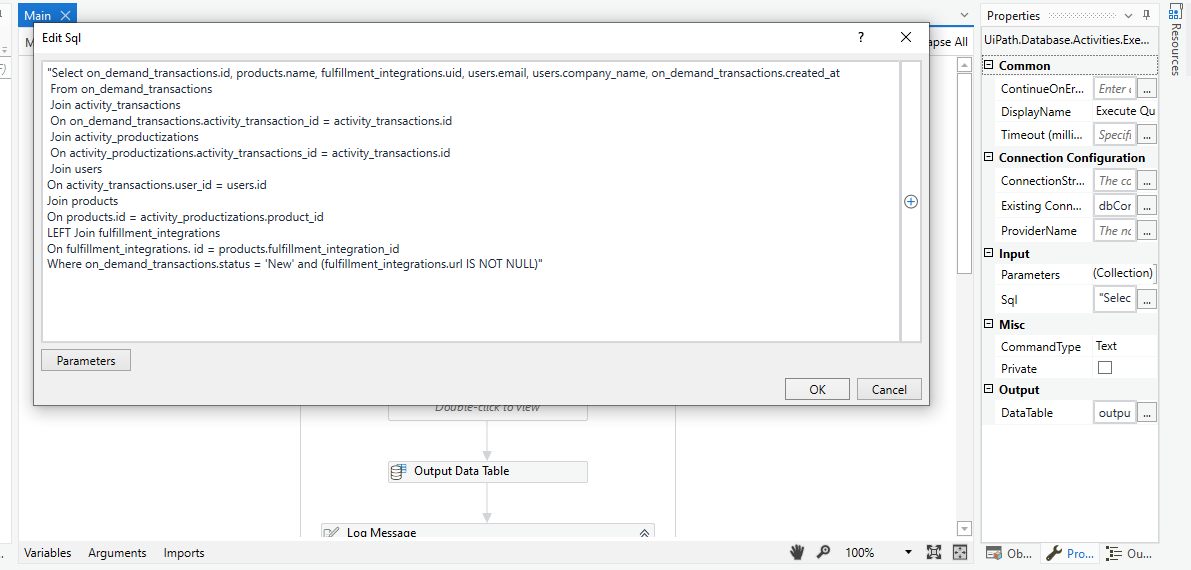 Main
Properties
Edit Sql
?
apse All
UiPath.Database.Activities.Exe...
Resources
"Select on_demand_transactions.id, products.name, fulfillment_integrations.uid, users.email, users.company_name, on_demand_transactions.created_at
From on_demand_transactions
Join activity_transactions
On on_demand_transactions.activity_transaction_id = activity_transactions.id
Join activity_productizations
On activity_productizations.activity_transactions_id = activity_transactions.id
Join users
On activity_transactions.user_id = users.id
Join products
On products.id = activity_productizations.product_id
LEFT Join fulfillment_integrations
On fulfillment_integrations. id = products.fulfillment_integration_id
Where on_demand_transactions.status = 'New' and (fulfillment_integrations.url IS NOT NULL)"
Parameters
OK
Cancel
Common
ContinueOnEr... Enter ...
DisplayName Execute Qu
Timeout (milli... Specifi ...
Connection Configuration
ConnectionStr... The co ...
Existing Conn... dbCor ...
ProviderName The na ...
Input
Parameters (Collection)
Sql "Selec ...
Misc
CommandType Text
Private
Output
DataTable outpu ...
Double-click to view
Output Data Table
Log Message
Variables
Arguments
Imports
100%
Ob...
Pro...
Ou...